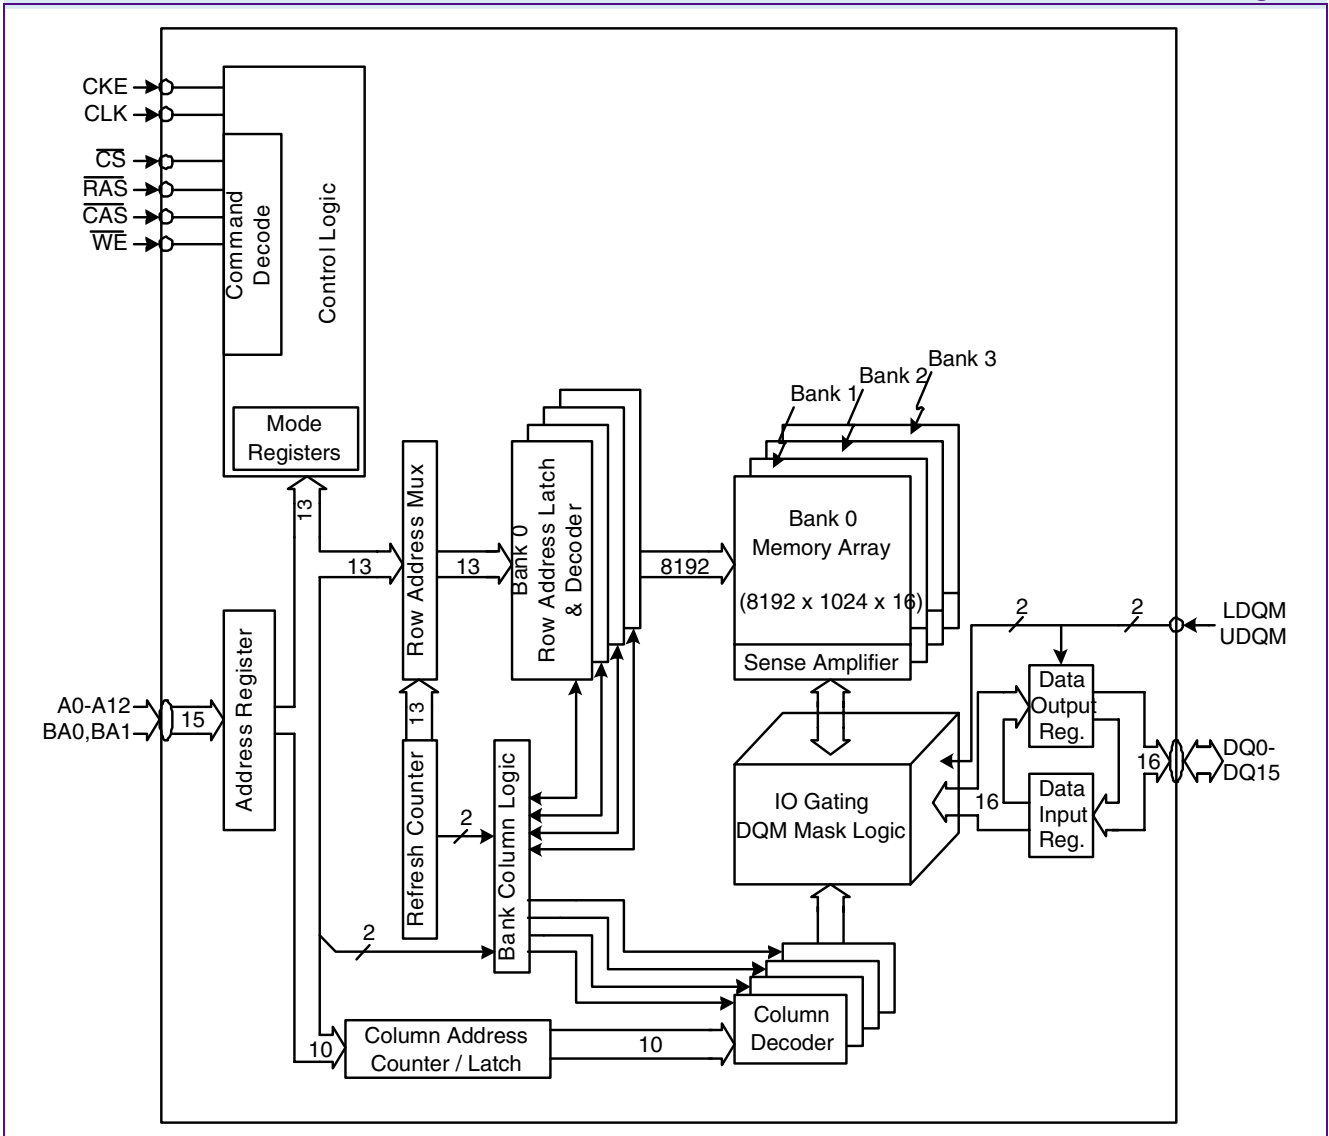 CKE
CLK
CS
RAS
CAS
WE
Command
Decode
Control Logic
Mode
Registers
13
Bank 3
Bank 2
Bank 1
Row Address Mux
13
13
Bank 0
Row Address Latch
& Decoder
8192
Bank 0
Memory Array
(8192 x 1024 x 16)
Sense Amplifier
2
2
LDQM
UDQM
A0-A12
BA0,BA1
15
Address Register
13
Refresh Counter
2
Bank Column Logic
IO Gating
DQM Mask Logic
16
Data
Output
Reg.
Data
Input
Reg.
16
DQ0-
DQ15
2
10
Column Address
Counter / Latch
10
Column
Decoder